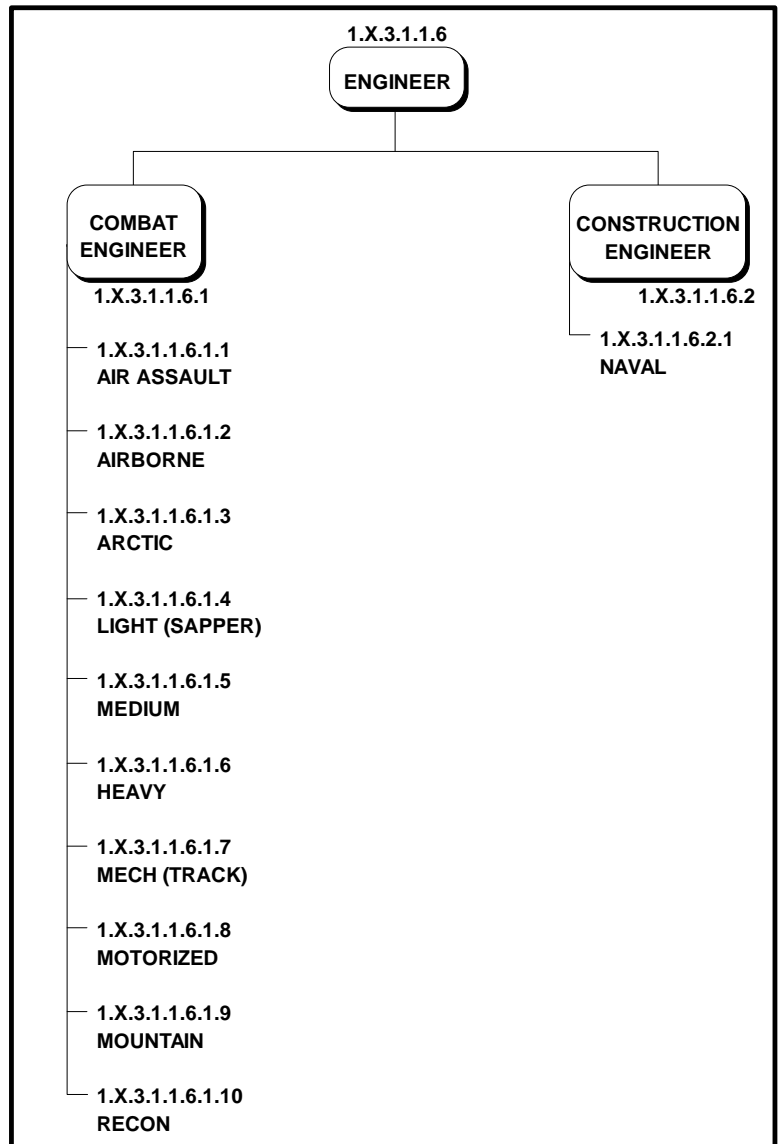 1.X.3.1.1.6
ENGINEER
COMBAT
ENGINEER
1.X.3.1.1.6.1
1.X.3.1.1.6.1.1
AIR ASSAULT
1.X.3.1.1.6.1.2
AIRBORNE
1.X.3.1.1.6.1.3
ARCTIC
1.X.3.1.1.6.1.4
LIGHT (SAPPER)
1.X.3.1.1.6.1.5
MEDIUM
1.X.3.1.1.6.1.6
HEAVY
1.X.3.1.1.6.1.7
MECH (TRACK)
1.X.3.1.1.6.1.8
MOTORIZED
1.X.3.1.1.6.1.9
MOUNTAIN
1.X.3.1.1.6.1.10
RECON
CONSTRUCTION
ENGINEER
1.X.3.1.1.6.2
1.X.3.1.1.6.2.1
NAVAL